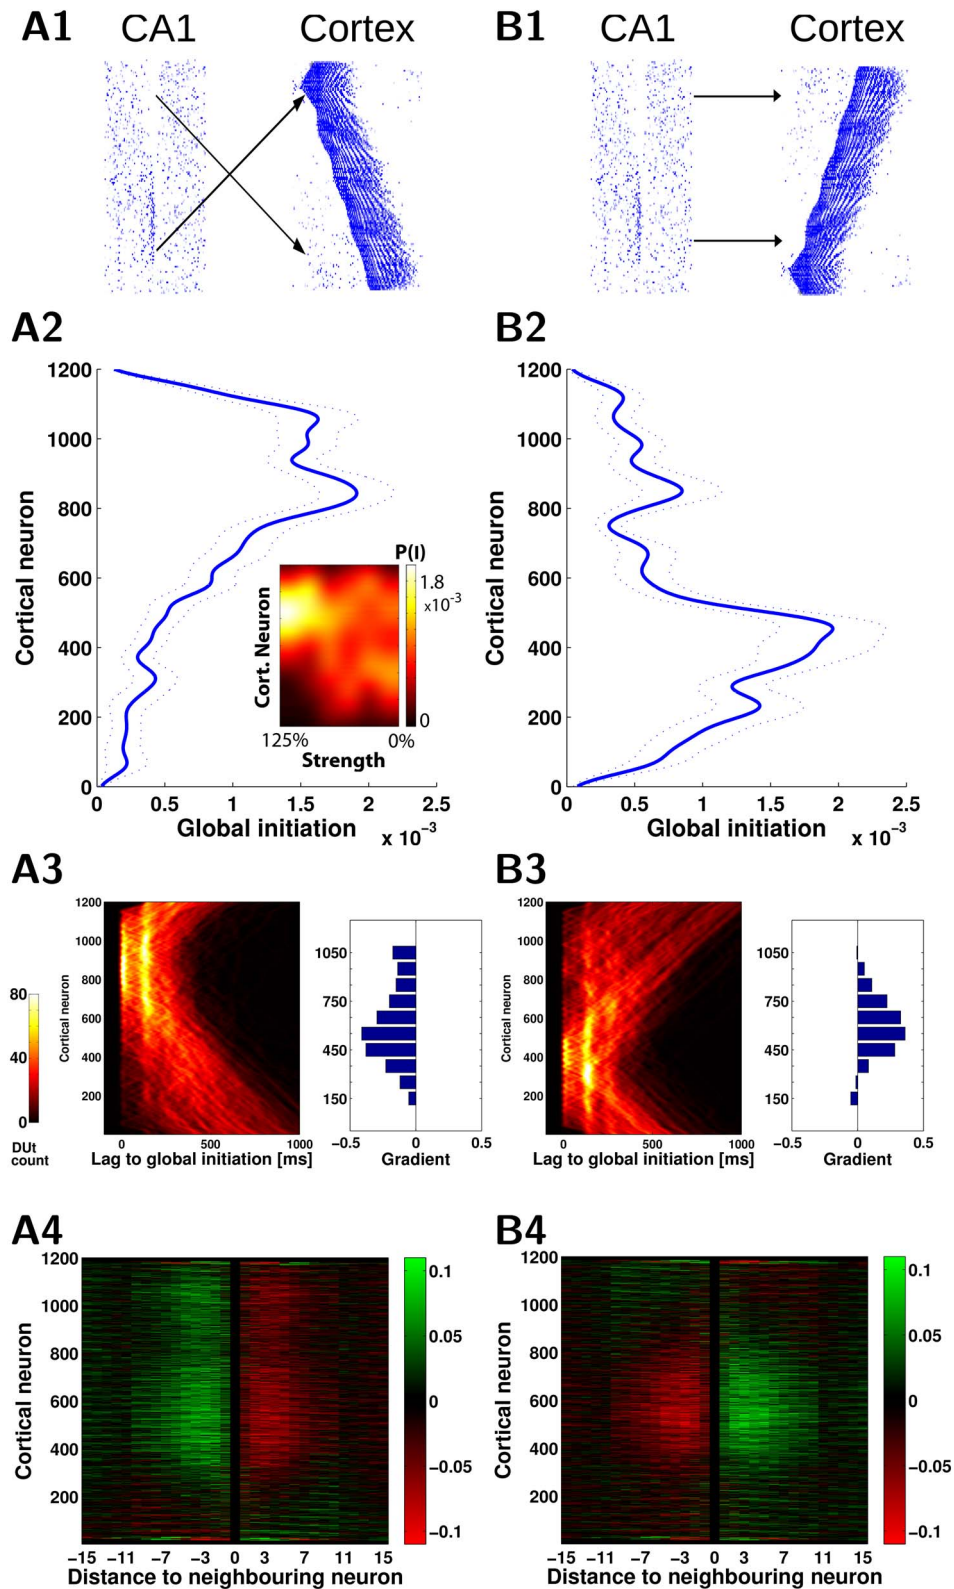 A1 CA1 Cortex
B1 CA1 Cortex
A2
1200
1000
800
600
400
200
0
Cortical neuron
0 0.5 1 1.5 2 2.5
Global initiation
x 10⁻³
P(I)
1.8
x10⁻³
0
Cort. Neuron
125% 0%
Strength
B2
1200
1000
800
600
400
200
0
Cortical neuron
0 0.5 1 1.5 2 2.5
Global initiation
x 10⁻³
A3
80
40
0
DUt
count
1200
1000
800
600
400
200
Cortical neuron
0 500 1000
Lag to global initiation [ms]
1050
750
450
150
−0.5 0 0.5
Gradient
B3
1200
1000
800
600
400
200
Cortical neuron
0 500 1000
Lag to global initiation [ms]
1050
750
450
150
−0.5 0 0.5
Gradient
A4
1200
1000
800
600
400
200
Cortical neuron
−15 −11 −7 −3 0 3 7 11 15
Distance to neighbouring neuron
0.1
0.05
0
−0.05
−0.1
B4
1200
1000
800
600
400
200
Cortical neuron
−15 −11 −7 −3 0 3 7 11 15
Distance to neighbouring neuron
0.1
0.05
0
−0.05
−0.1